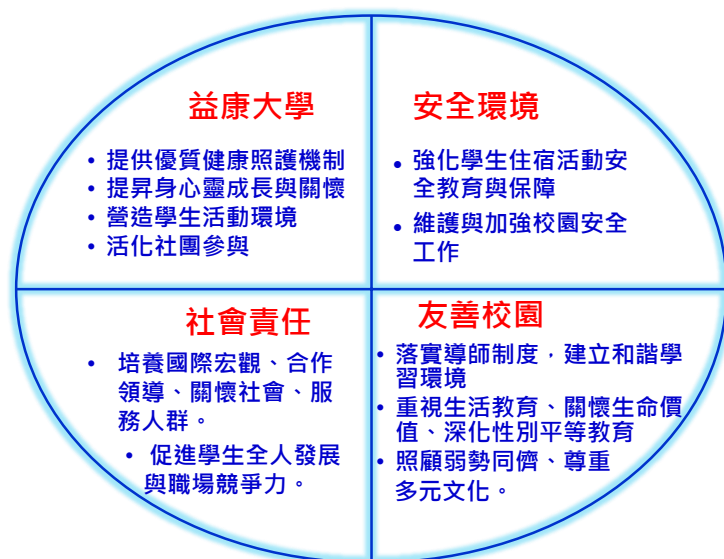 益康大學
• 提供優質健康照護機制
• 提昇身心靈成長與關懷
• 營造學生活動環境
• 活化社團參與
安全環境
• 強化學生住宿活動安
全教育與保障
• 維護與加強校園安全
工作
社會責任
• 培養國際宏觀、合作
領導、關懷社會、服
務人群。
• 促進學生全人發展
與職場競爭力。
友善校園
• 落實導師制度，建立和諧學
習環境
• 重視生活教育、關懷生命價
值、深化性別平等教育
• 照顧弱勢同儕、尊重
多元文化。